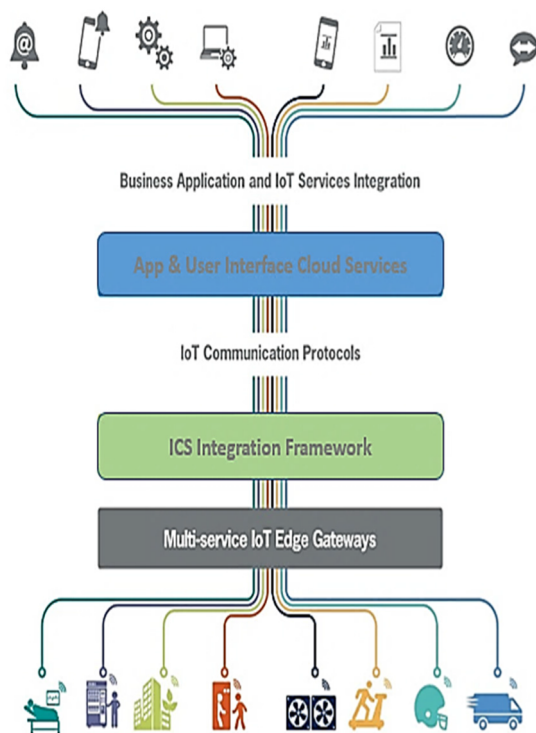 Business Application and IoT Services Integration
App & User Interface Cloud Services
IoT Communication Protocols
ICS Integration Framework
Multi-service IoT Edge Gateways